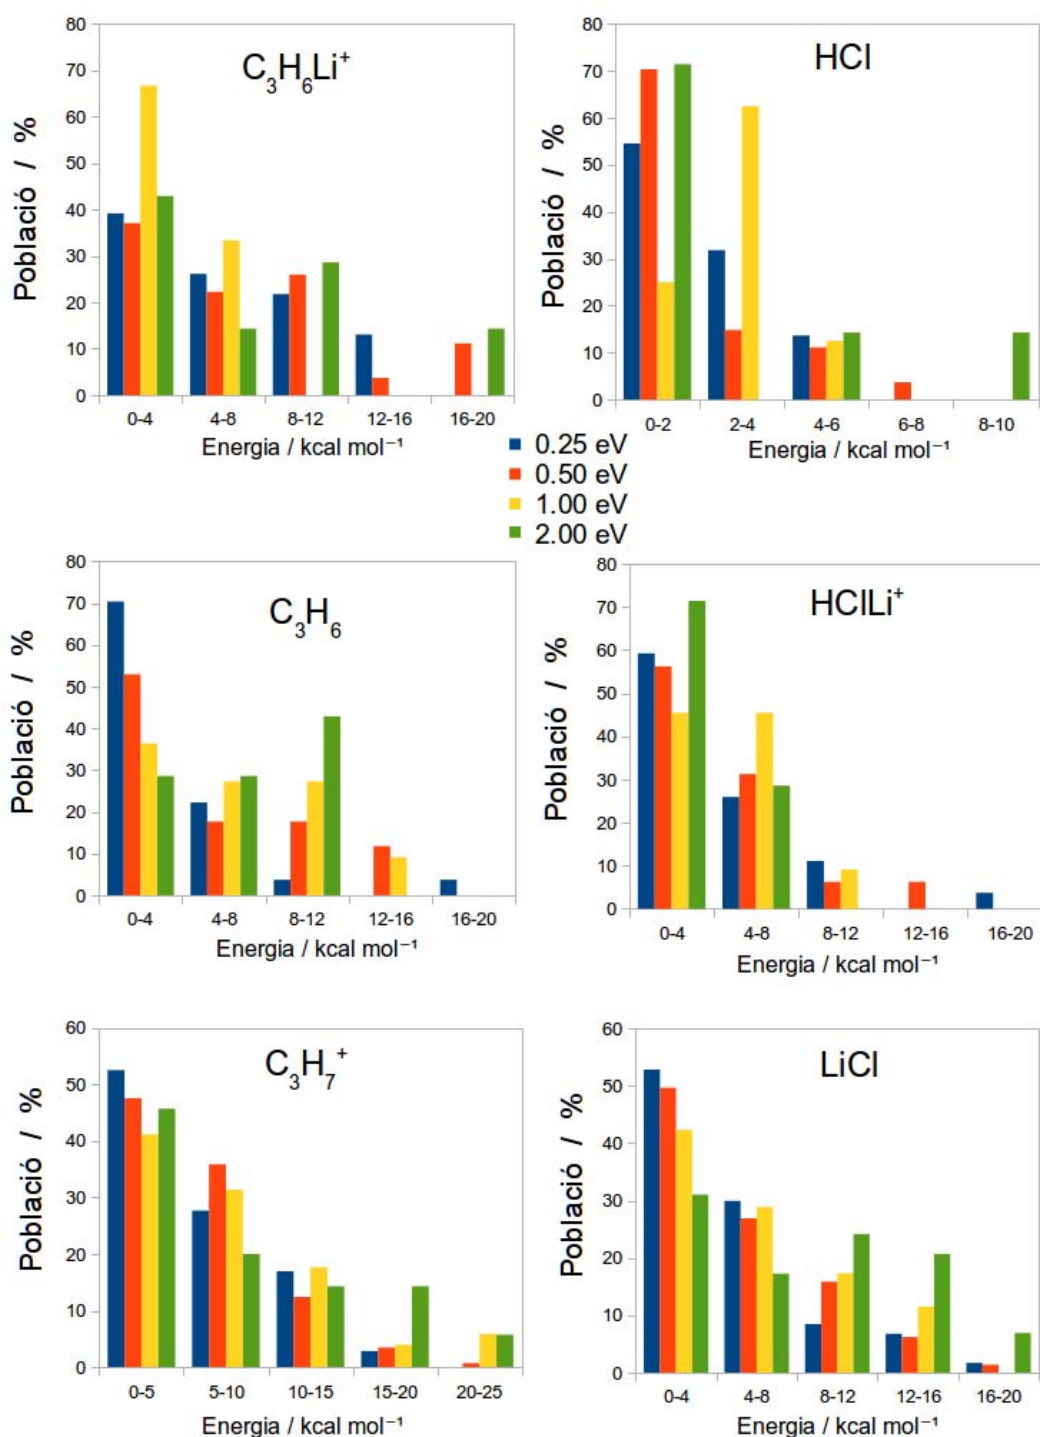 C₃H₆Li⁺
Població / %
80
70
60
50
40
30
20
10
0
0-4 4-8 8-12 12-16 16-20
Energia / kcal mol⁻¹
HCl
Població / %
80
70
60
50
40
30
20
10
0
0-2 2-4 4-6 6-8 8-10
Energia / kcal mol⁻¹
0.25 eV
0.50 eV
1.00 eV
2.00 eV
C₃H₆
Població / %
80
70
60
50
40
30
20
10
0
0-4 4-8 8-12 12-16 16-20
Energia / kcal mol⁻¹
HClLi⁺
Població / %
80
70
60
50
40
30
20
10
0
0-4 4-8 8-12 12-16 16-20
Energia / kcal mol⁻¹
C₃H₇⁺
Població / %
60
50
40
30
20
10
0
0-5 5-10 10-15 15-20 20-25
Energia / kcal mol⁻¹
LiCl
Població / %
60
50
40
30
20
10
0
0-4 4-8 8-12 12-16 16-20
Energia / kcal mol⁻¹